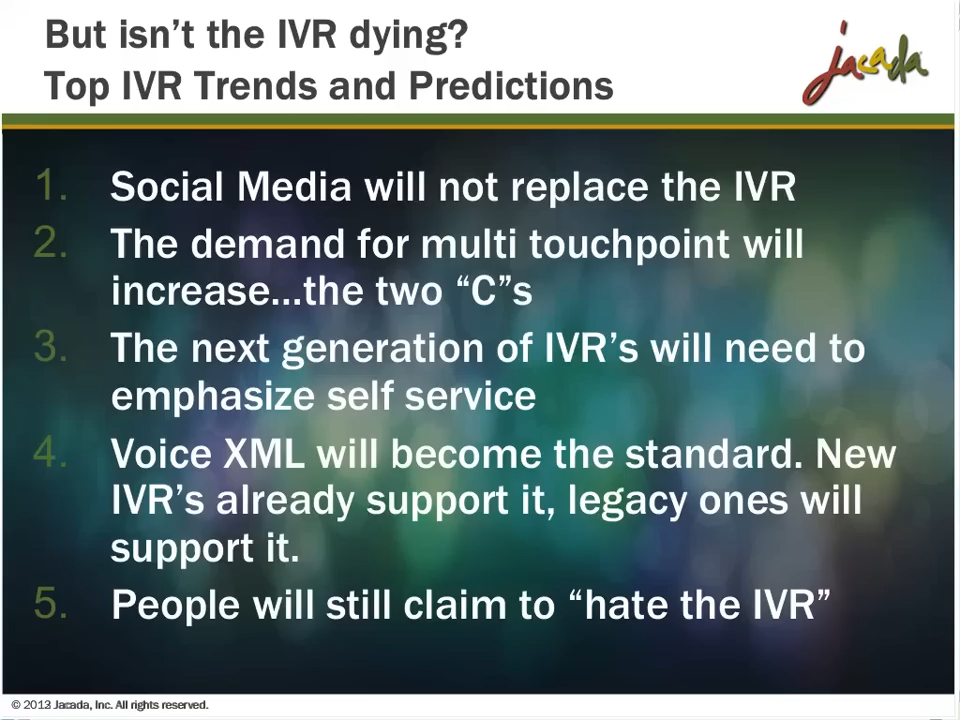 But isn't the IVR dying?
Top IVR Trends and Predictions
jacada
1. Social Media will not replace the IVR
2. The demand for multi touchpoint will
increase...the two “C”s
3. The next generation of IVR’s will need to
emphasize self service
4. Voice XML will become the standard. New
IVR’s already support it, legacy ones will
support it.
5. People will still claim to “hate the IVR”
© 2013 Jacada, Inc. All rights reserved.